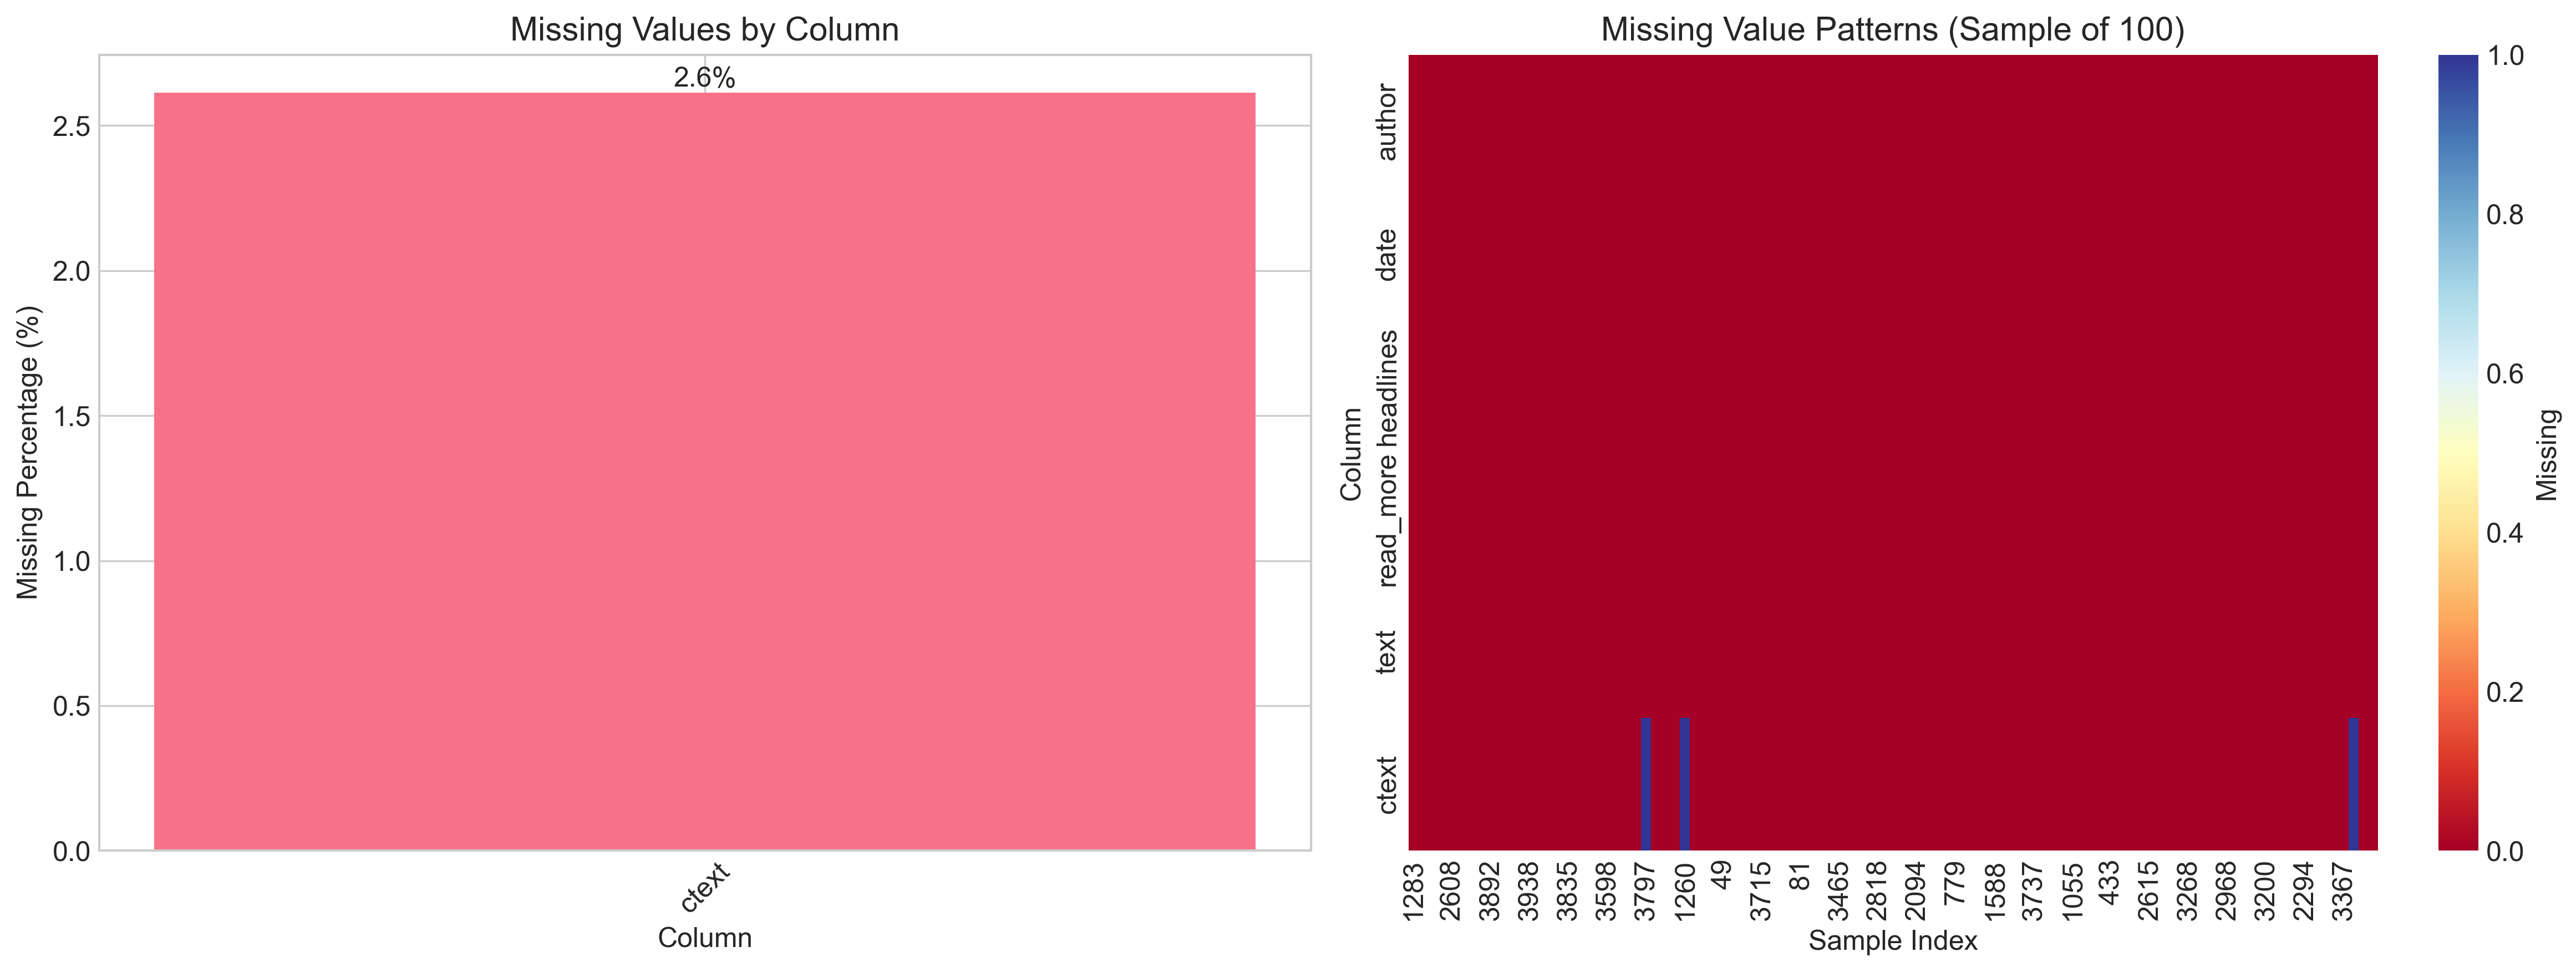 Missing Values by Column
2.6%
2.5
2.0
1.5
1.0
0.5
0.0
Missing Percentage (%)
ctext
Column
Missing Value Patterns (Sample of 100)
Column
author
date
headlines
read_more
text
ctext
1283
2608
3892
3938
3835
3598
3797
1260
49
3715
81
3465
2818
2094
779
1588
3737
1055
433
2615
3268
2968
3200
2294
3367
Sample Index
1.0
0.8
0.6
0.4
0.2
0.0
Missing